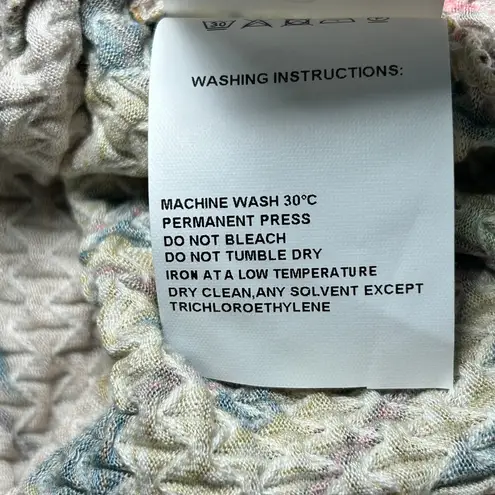 30
WASHING INSTRUCTIONS:
MACHINE WASH 30°C
PERMANENT PRESS
DO NOT BLEACH
DO NOT TUMBLE DRY
IRON AT A LOW TEMPERATURE
DRY CLEAN,ANY SOLVENT EXCEPT
TRICHLOROETHYLENE